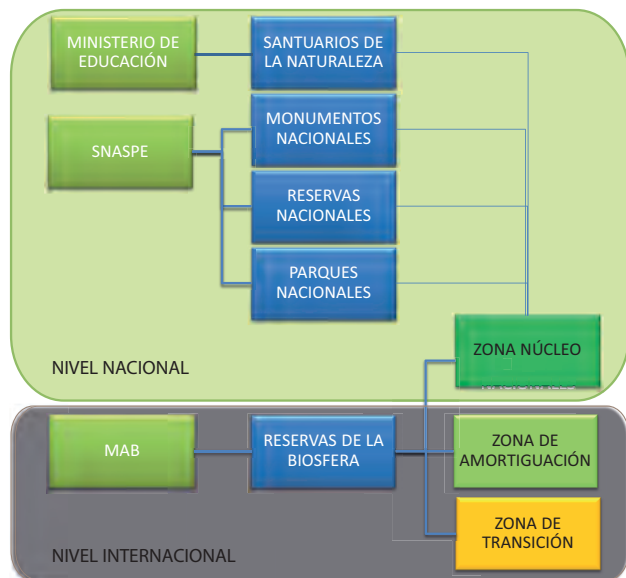 MINISTERIO DE
EDUCACIÓN
SANTUARIOS DE
LA NATURALEZA
MONUMENTOS
NACIONALES
SNASPE
RESERVAS
NACIONALES
PARQUES
NACIONALES
ZONA NÚCLEO
NACIONALES
NIVEL NACIONAL
MAB
RESERVAS DE LA
BIOSFERA
ZONA DE
AMORTIGUACIÓN
ZONA DE
TRANSICIÓN
NIVEL INTERNACIONAL